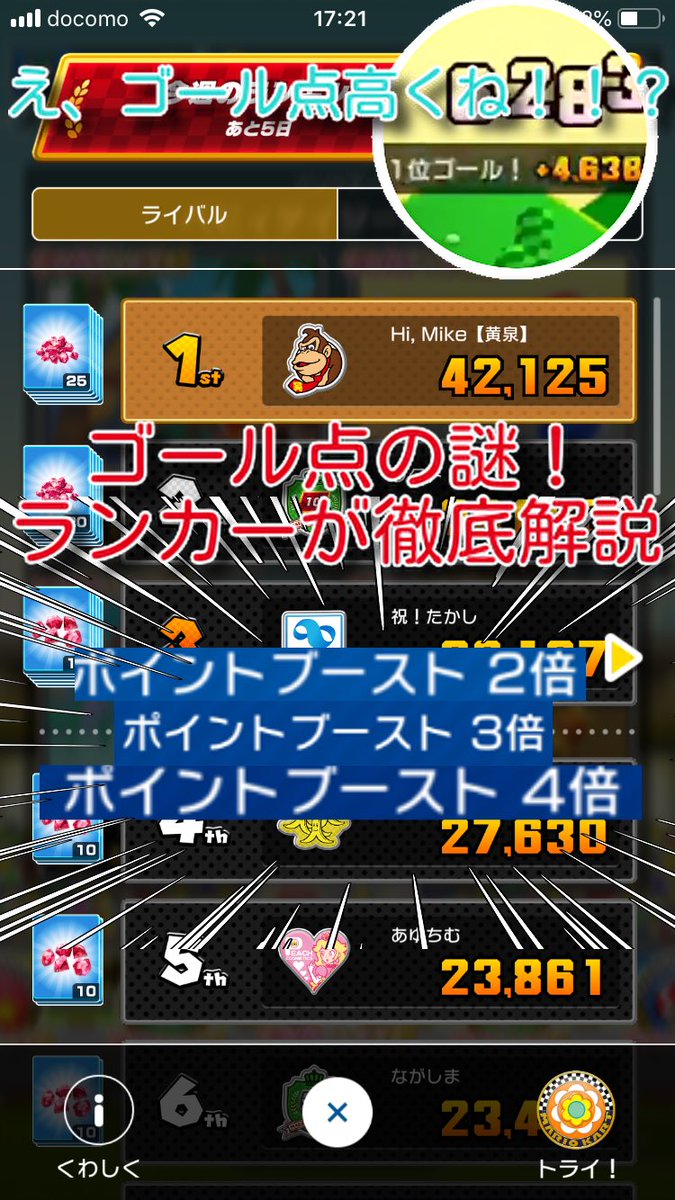 docomo
17:21
え、ゴール点高くね！！？
あと5日
1位ゴール！ +4,638
ライバル
25
1st
Hi, Mike【黄泉】
42,125
ゴール点の謎！
ランカーが徹底解説
祝！たかし
ポイントブースト 2倍
ポイントブースト 3倍
ポイントブースト 4倍
10
4th
27,630
10
5th
あゆちむ
23,861
10
6th
ながしま
くわしく
トライ！